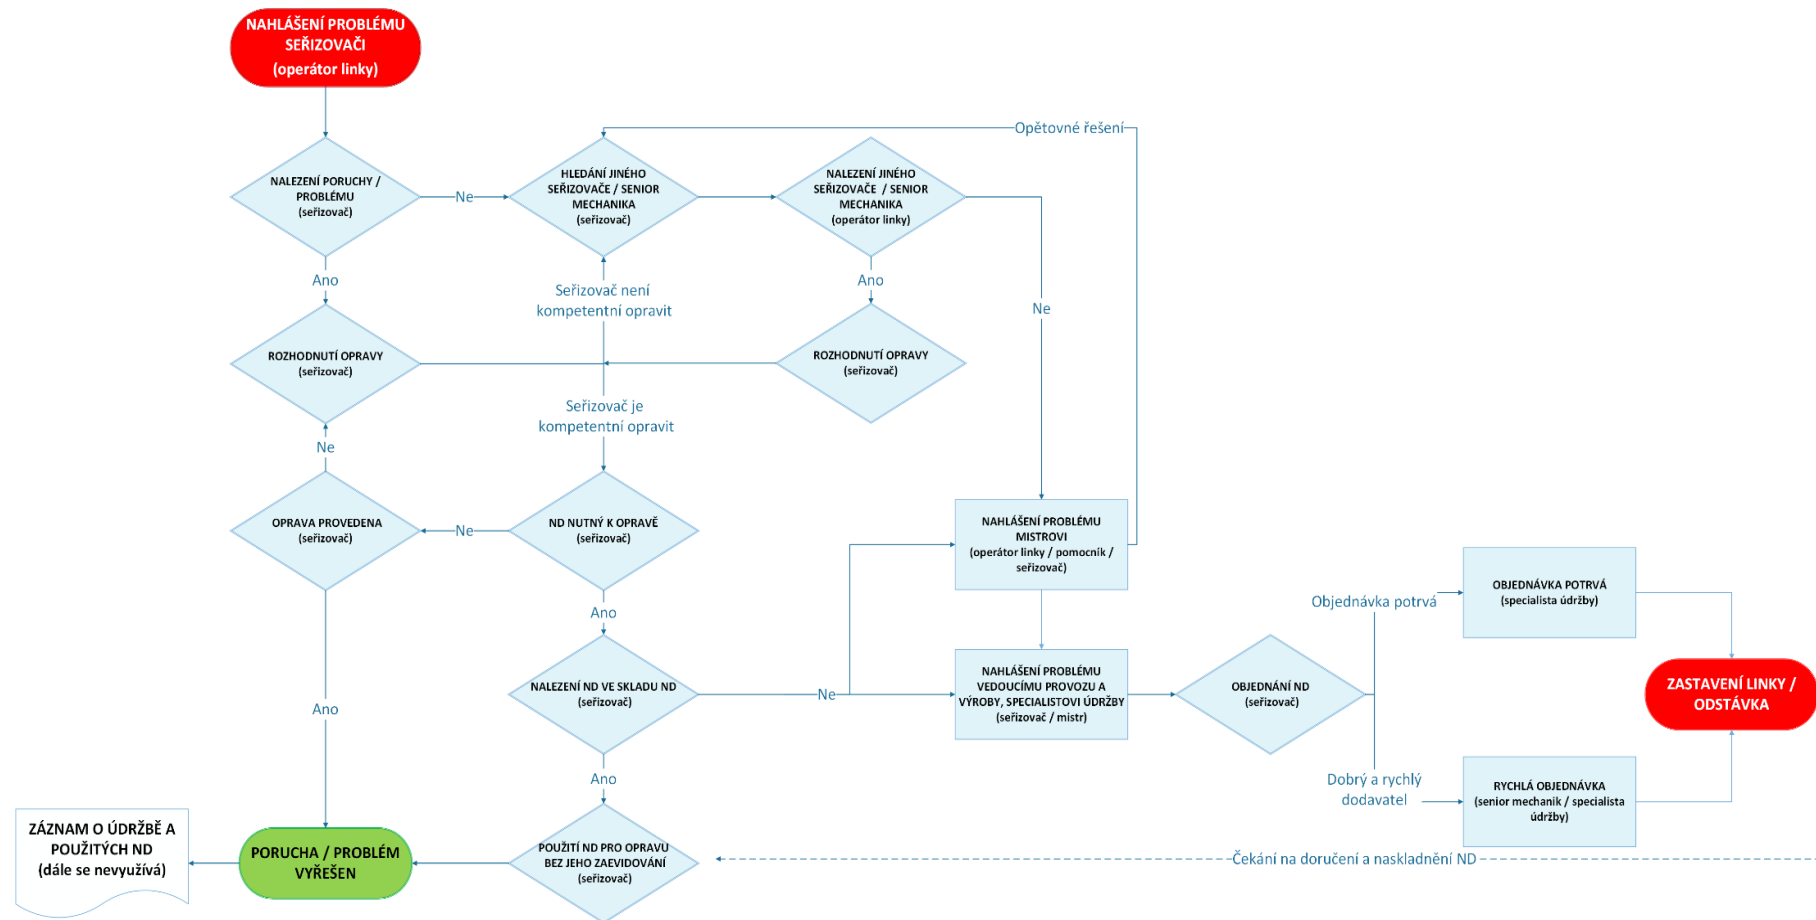 NAHLÁŠENÍ PROBLÉMU
SEŘIZOVAČI
(operátor linky)
Opětovné řešení
NALEZENÍ PORUCHY /
PROBLÉMU
(seřizovač)
Ne
HLEDÁNÍ JINÉHO
SEŘIZOVAČE / SENIOR
MECHANIKA
(seřizovač)
NALEZENÍ JINÉHO
SEŘIZOVAČE / SENIOR
MECHANIKA
(operátor linky)
Ano
Seřizovač není
kompetentní opravit
Ano
Ne
ROZHODNUTÍ OPRAVY
(seřizovač)
ROZHODNUTÍ OPRAVY
(seřizovač)
Seřizovač je
kompetentní opravit
Ne
OPRAVA PROVEDENA
(seřizovač)
Ne
ND NUTNÝ K OPRAVĚ
(seřizovač)
NAHLÁŠENÍ PROBLÉMU
MISTROVI
(operátor linky / pomocník /
seřizovač)
Ano
Objednávka potrvá
OBJEDNÁVKA POTRVÁ
(specialista údržby)
Ano
NALEZENÍ ND VE SKLADU ND
(seřizovač)
Ne
NAHLÁŠENÍ PROBLÉMU
VEDOUCÍMU PROVOZU A
VÝROBY, SPECIALISTOVI ÚDRŽBY
(seřizovač / mistr)
OBJEDNÁNÍ ND
(seřizovač)
ZASTAVENÍ LINKY /
ODSTÁVKA
Ano
Dobrý a rychlý
dodavatel
RYCHLÁ OBJEDNÁVKA
(senior mechanik / specialista
údržby)
ZÁZNAM O ÚDRŽBĚ A
POUŽITÝCH ND
(dále se nevyužívá)
PORUCHA / PROBLÉM
VYŘEŠEN
POUŽITÍ ND PRO OPRAVU
BEZ JEHO ZAEVIDOVÁNÍ
(seřizovač)
Čekání na doručení a naskladnění ND